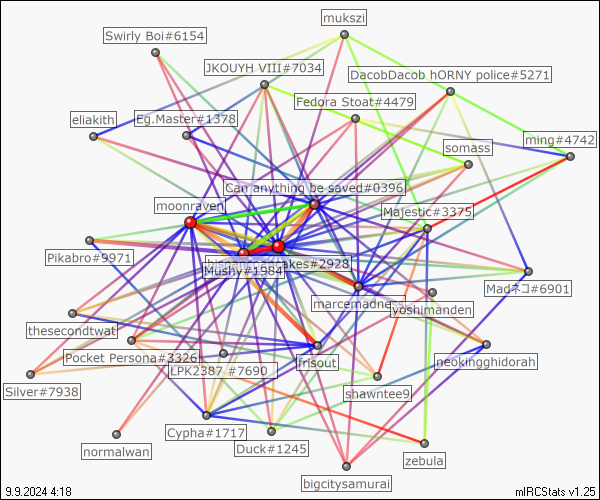 mukszi
Swirly Boi#6154
JKOUYH VIII#7034
DacobDacob hORNY police#5271
Fedora Stoat#4479
eliakith
Eg.Master#1378
ming#4742
somass
Can anything be saved#0396
moonraven
Majestic#3375
Pikabro#9971
cakes#2928
Mushy#1984
marcemadne
Madネコ#6901
yoshimanden
thesecondtwat
Pocket Persona#3326
LPK2387 #7690
frisout
neokingghidorah
Silver#7938
shawntee9
Cypha#1717
normalwan
Duck#1245
zebula
bigcitysamurai
9.9.2024 4:18
mIRCStats v1.25